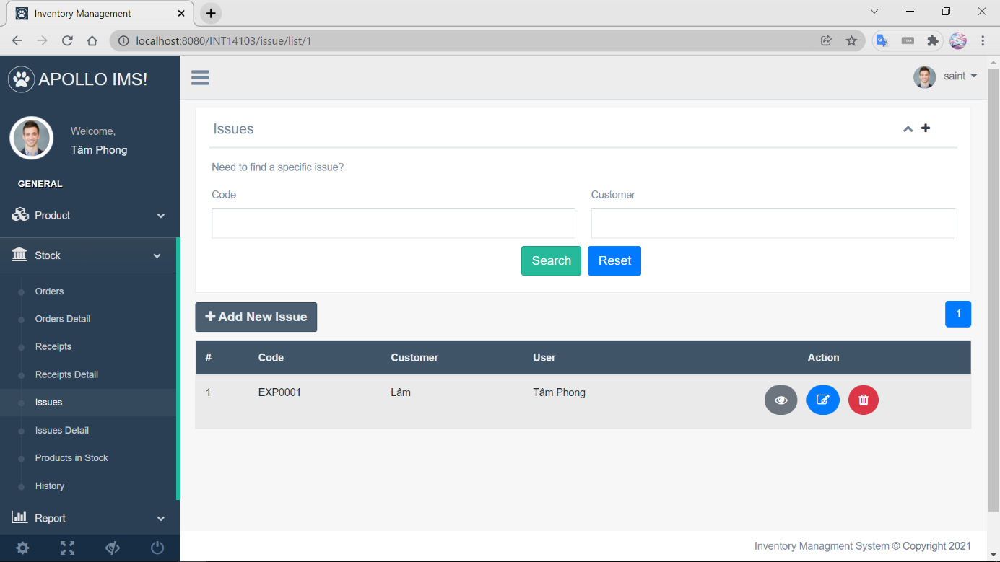 Inventory Management
localhost:8080/INT14103/issue/list/1
APOLLO IMS!
saint
Welcome,
Tâm Phong
GENERAL
Product
Stock
Orders
Orders Detail
Receipts
Receipts Detail
Issues
Issues Detail
Products in Stock
History
Report
Issues
Need to find a specific issue?
Code Customer
Search Reset
Add New Issue 1
# Code Customer User Action
1 EXP0001 Lâm Tâm Phong
Inventory Managment System © Copyright 2021